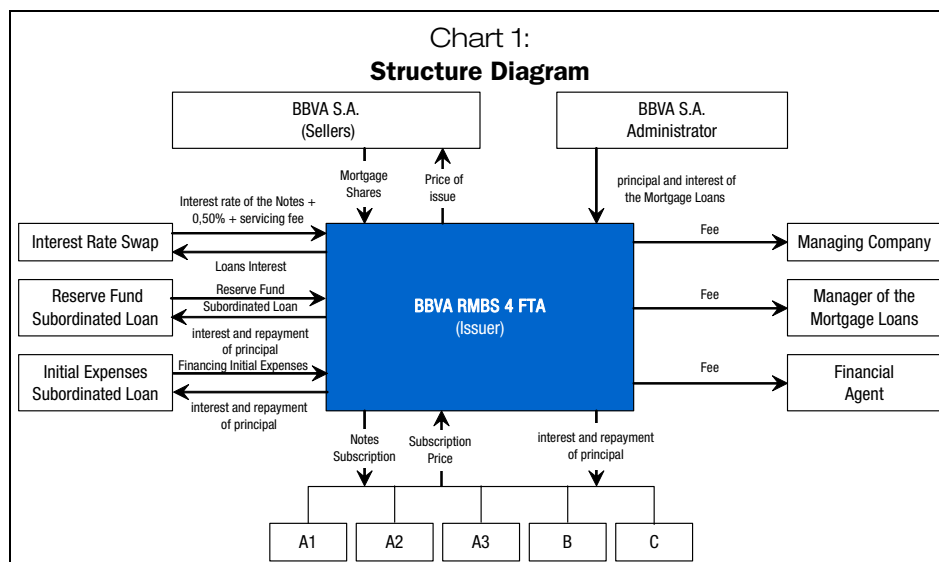 Chart 1:
Structure Diagram
BBVA S.A.
(Sellers)
BBVA S.A.
Administrator
Mortgage
Shares
Price of
issue
principal and interest of
the Mortgage Loans
Interest rate of the Notes +
0,50% + servicing fee
Interest Rate Swap
Loans Interest
Reserve Fund
Subordinated Loan
Reserve Fund
Subordinated Loan
interest and repayment
of principal
Financing Initial Expenses
Initial Expenses
Subordinated Loan
interest and repayment
of principal
BBVA RMBS 4 FTA
(Issuer)
Fee
Managing Company
Fee
Manager of the
Mortgage Loans
Fee
Financial
Agent
Notes
Subscription
Subscription
Price
interest and repayment
of principal
A1
A2
A3
B
C